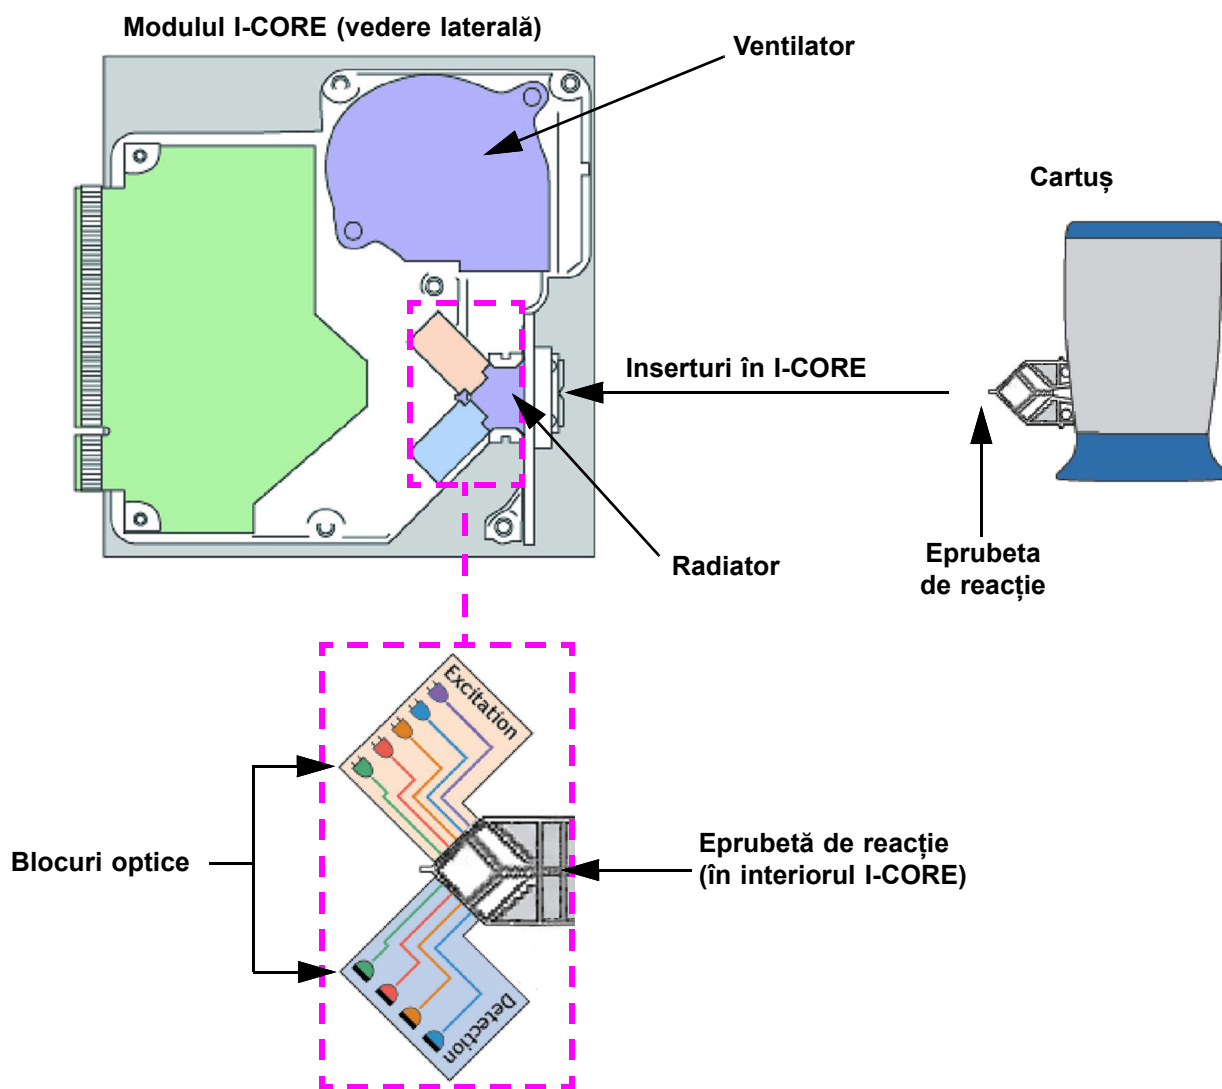 Modulul I-CORE (vedere laterală)
Ventilator
Cartuș
Inserturi în I-CORE
Radiator
Eprubeta
de reacție
Excitation
Blocuri optice
Eprubetă de reacție
(în interiorul I-CORE)
Detection